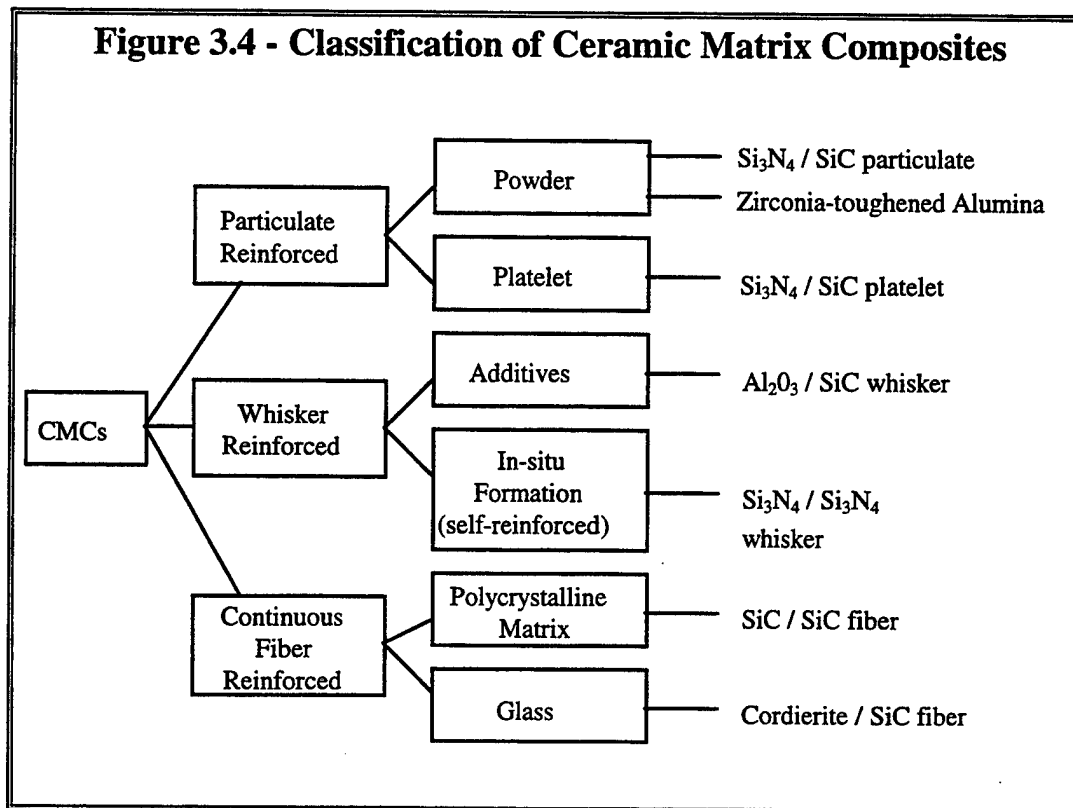 Figure 3.4 - Classification of Ceramic Matrix Composites
CMCs
Particulate
Reinforced
Powder
Si₃N₄ / SiC particulate
Zirconia-toughened Alumina
Platelet
Si₃N₄ / SiC platelet
Whisker
Reinforced
Additives
Al₂0₃ / SiC whisker
In-situ
Formation
(self-reinforced)
Si₃N₄ / Si₃N₄
whisker
Continuous
Fiber
Reinforced
Polycrystalline
Matrix
SiC / SiC fiber
Glass
Cordierite / SiC fiber